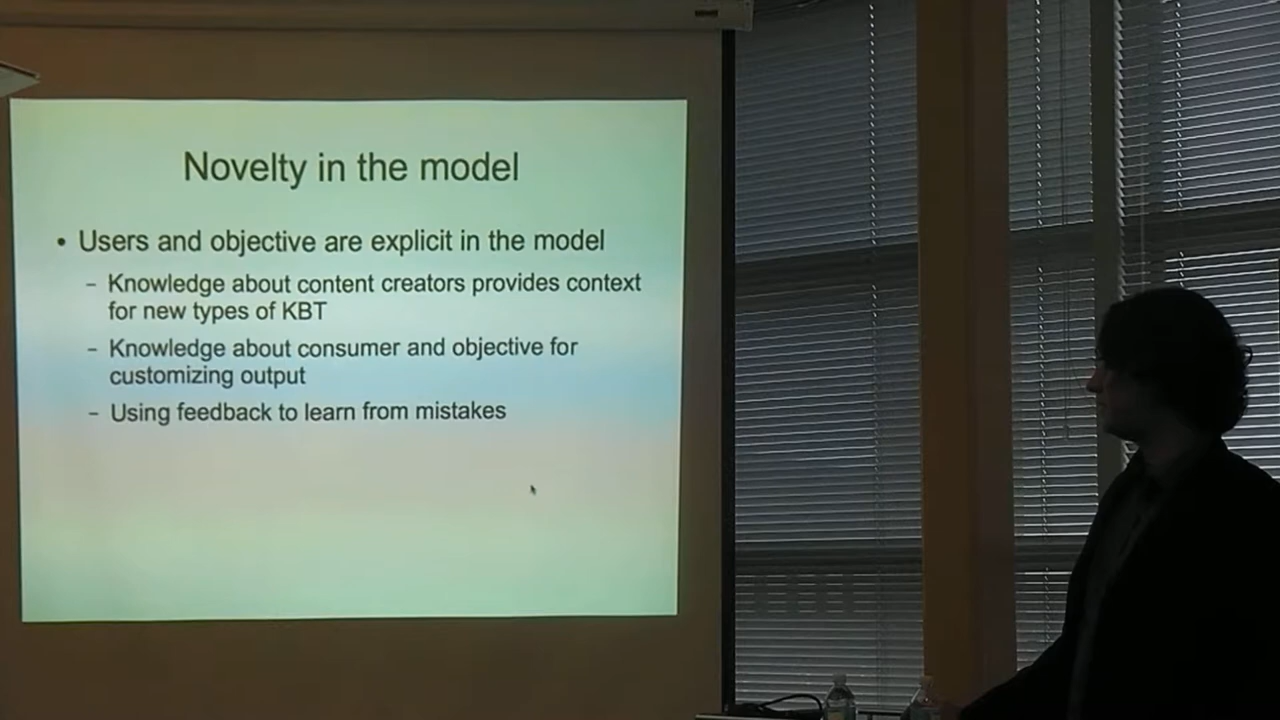 Novelty in the model
• Users and objective are explicit in the model
– Knowledge about content creators provides context
for new types of KBT
– Knowledge about consumer and objective for
customizing output
– Using feedback to learn from mistakes